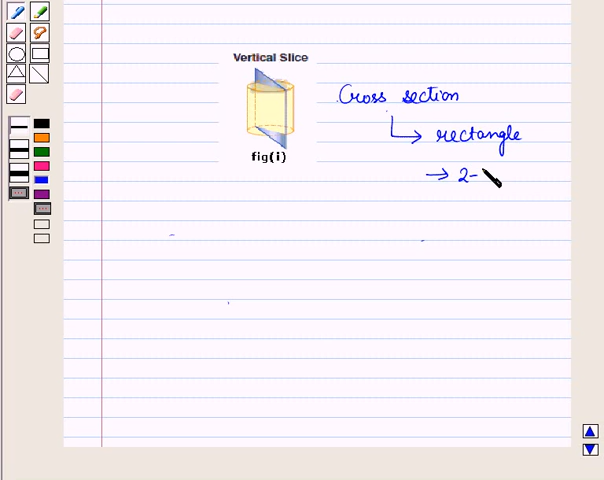 Vertical Slice
fig(i)
Cross section
rectangle
→ 2-